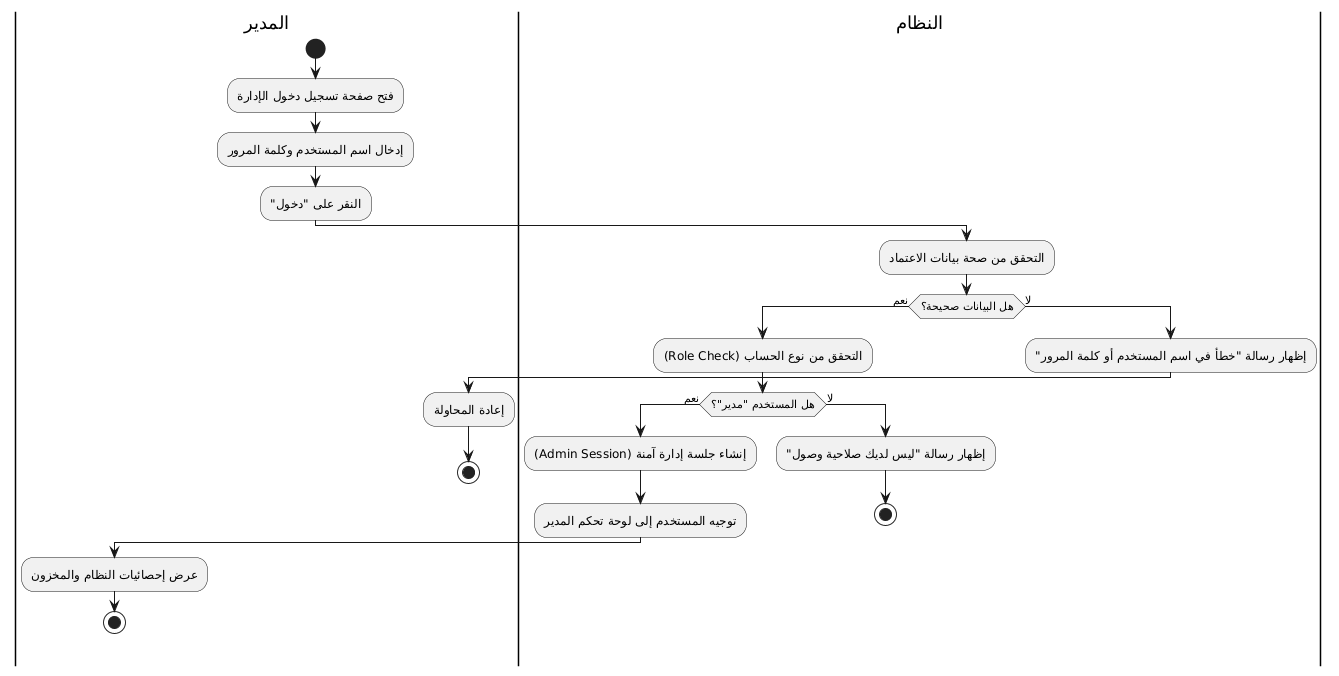 المدير
النظام
فتح صفحة تسجيل دخول الإدارة
إدخال اسم المستخدم وكلمة المرور
النقر على "دخول"
التحقق من صحة بيانات الاعتماد
هل البيانات صحيحة؟
نعم
لا
التحقق من نوع الحساب (Role Check)
إظهار رسالة "خطأ في اسم المستخدم أو كلمة المرور"
إعادة المحاولة
هل المستخدم "مدير"؟
نعم
لا
إنشاء جلسة إدارة آمنة (Admin Session)
إظهار رسالة "ليس لديك صلاحية وصول"
توجيه المستخدم إلى لوحة تحكم المدير
عرض إحصائيات النظام والمخزون